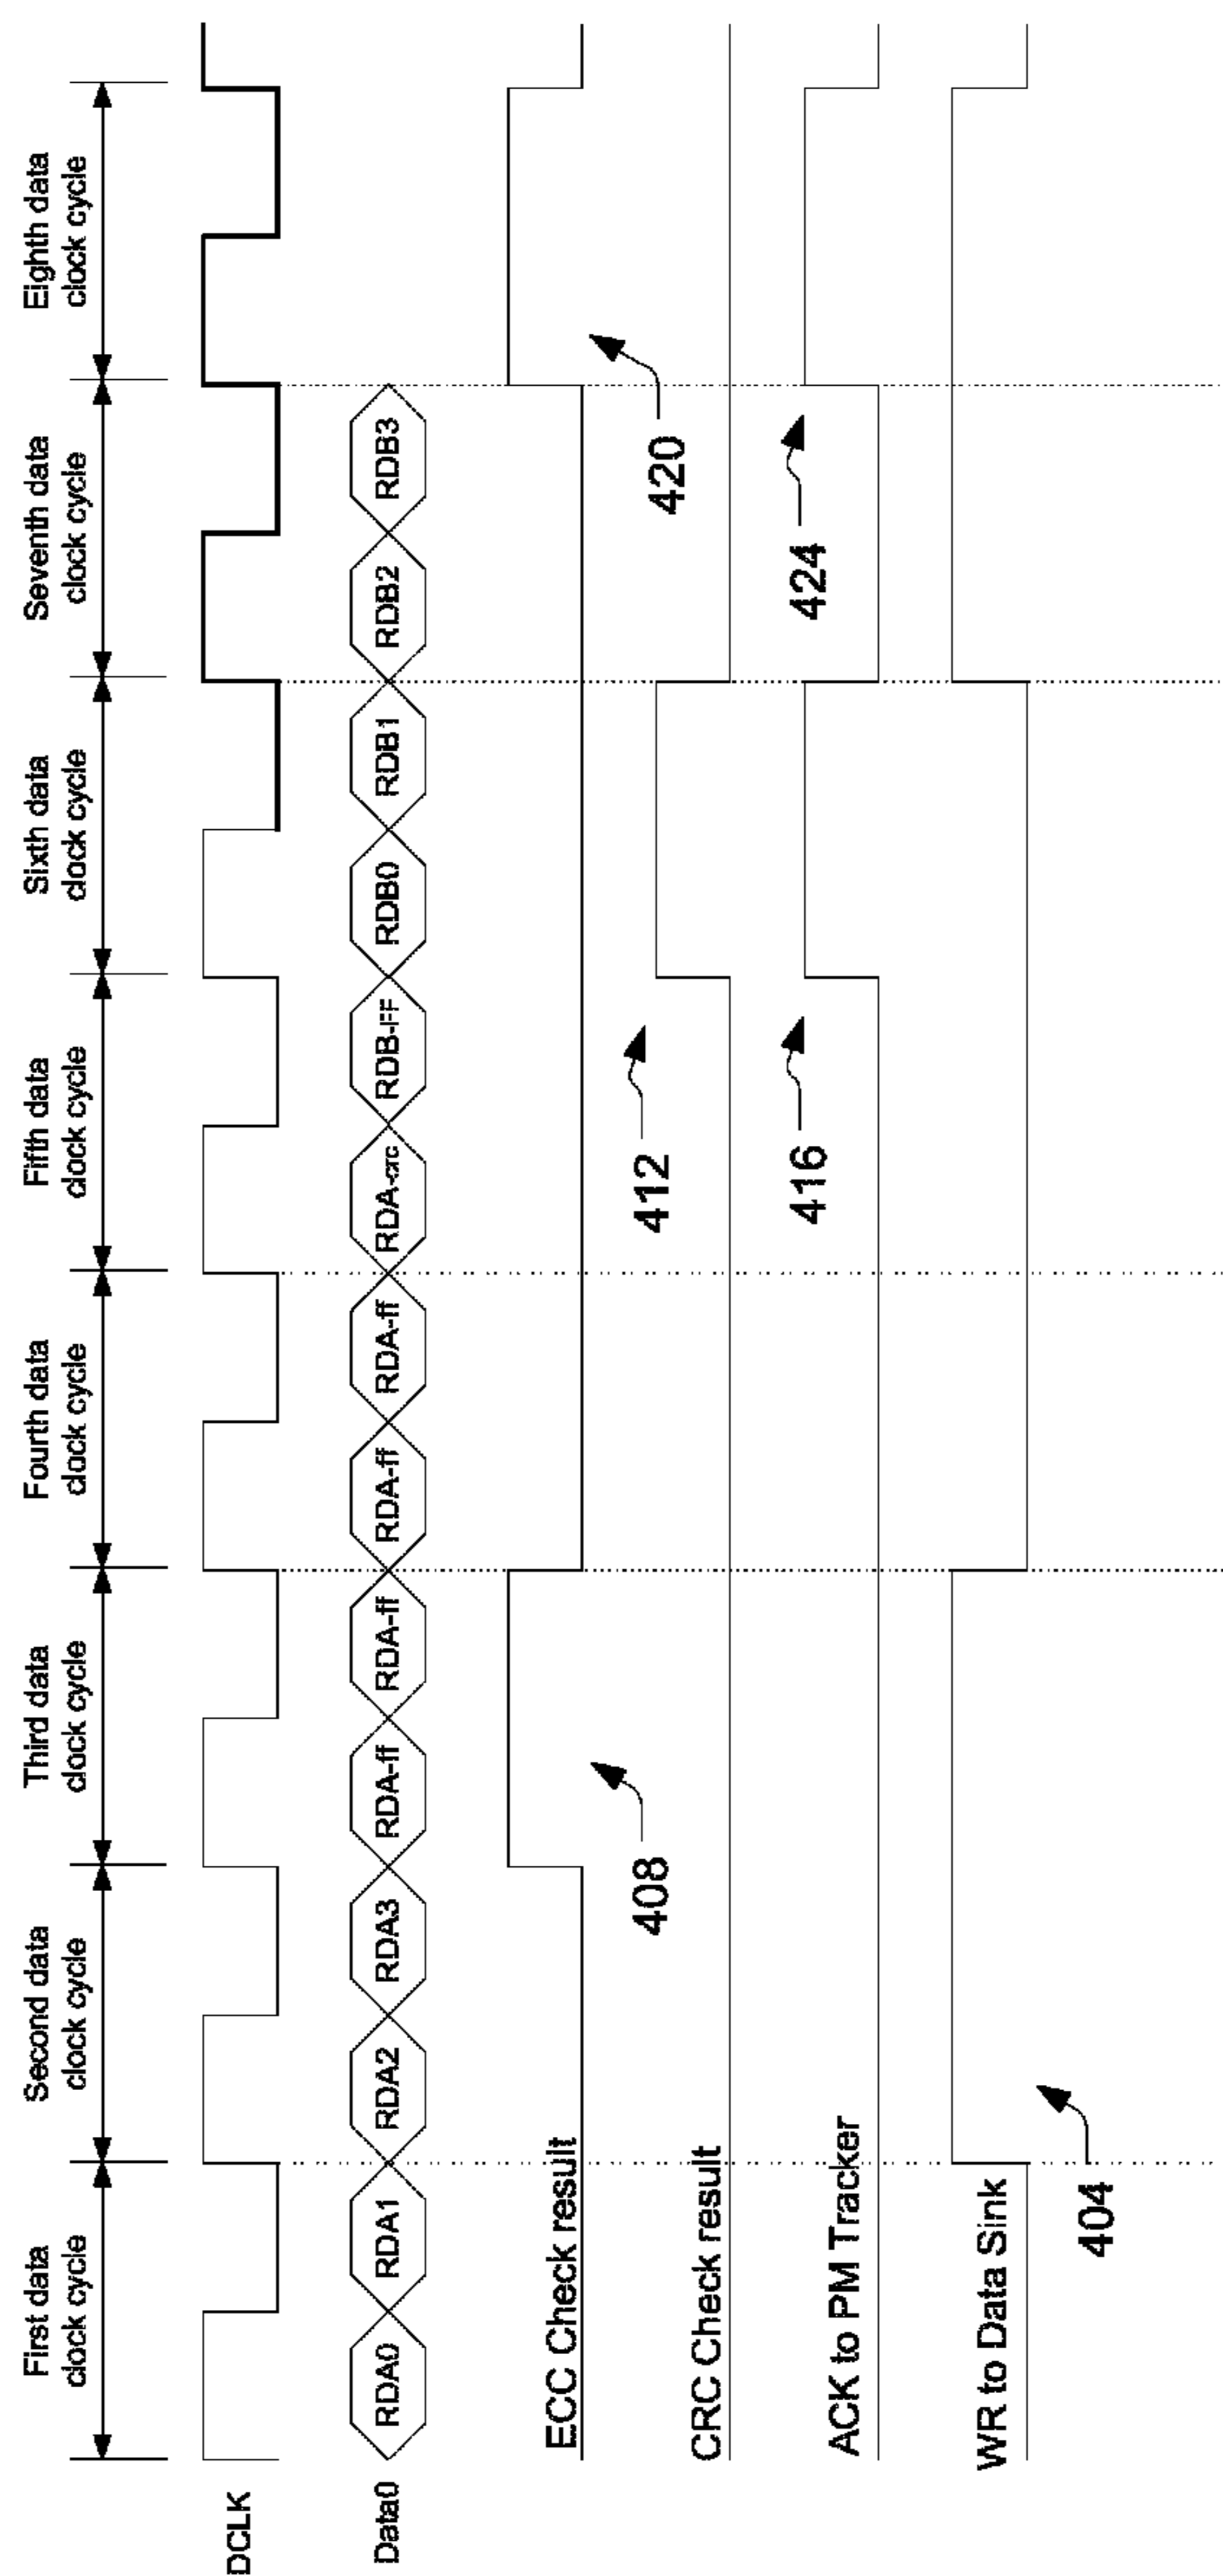 First data
clock cycle
Second data
clock cycle
Third data
clock cycle
Fourth data
clock cycle
Fifth data
clock cycle
Sixth data
clock cycle
Seventh data
clock cycle
Eighth data
clock cycle
DCLK
Data0
RDA0
RDA1
RDA2
RDA3
RDA-ff
RDA-ff
RDA-ff
RDA-ff
RDA-crc
RDB-FF
RDB0
RDB1
RDB2
RDB3
ECC Check result
408
420
CRC Check result
412
ACK to PM Tracker
416
424
WR to Data Sink
404